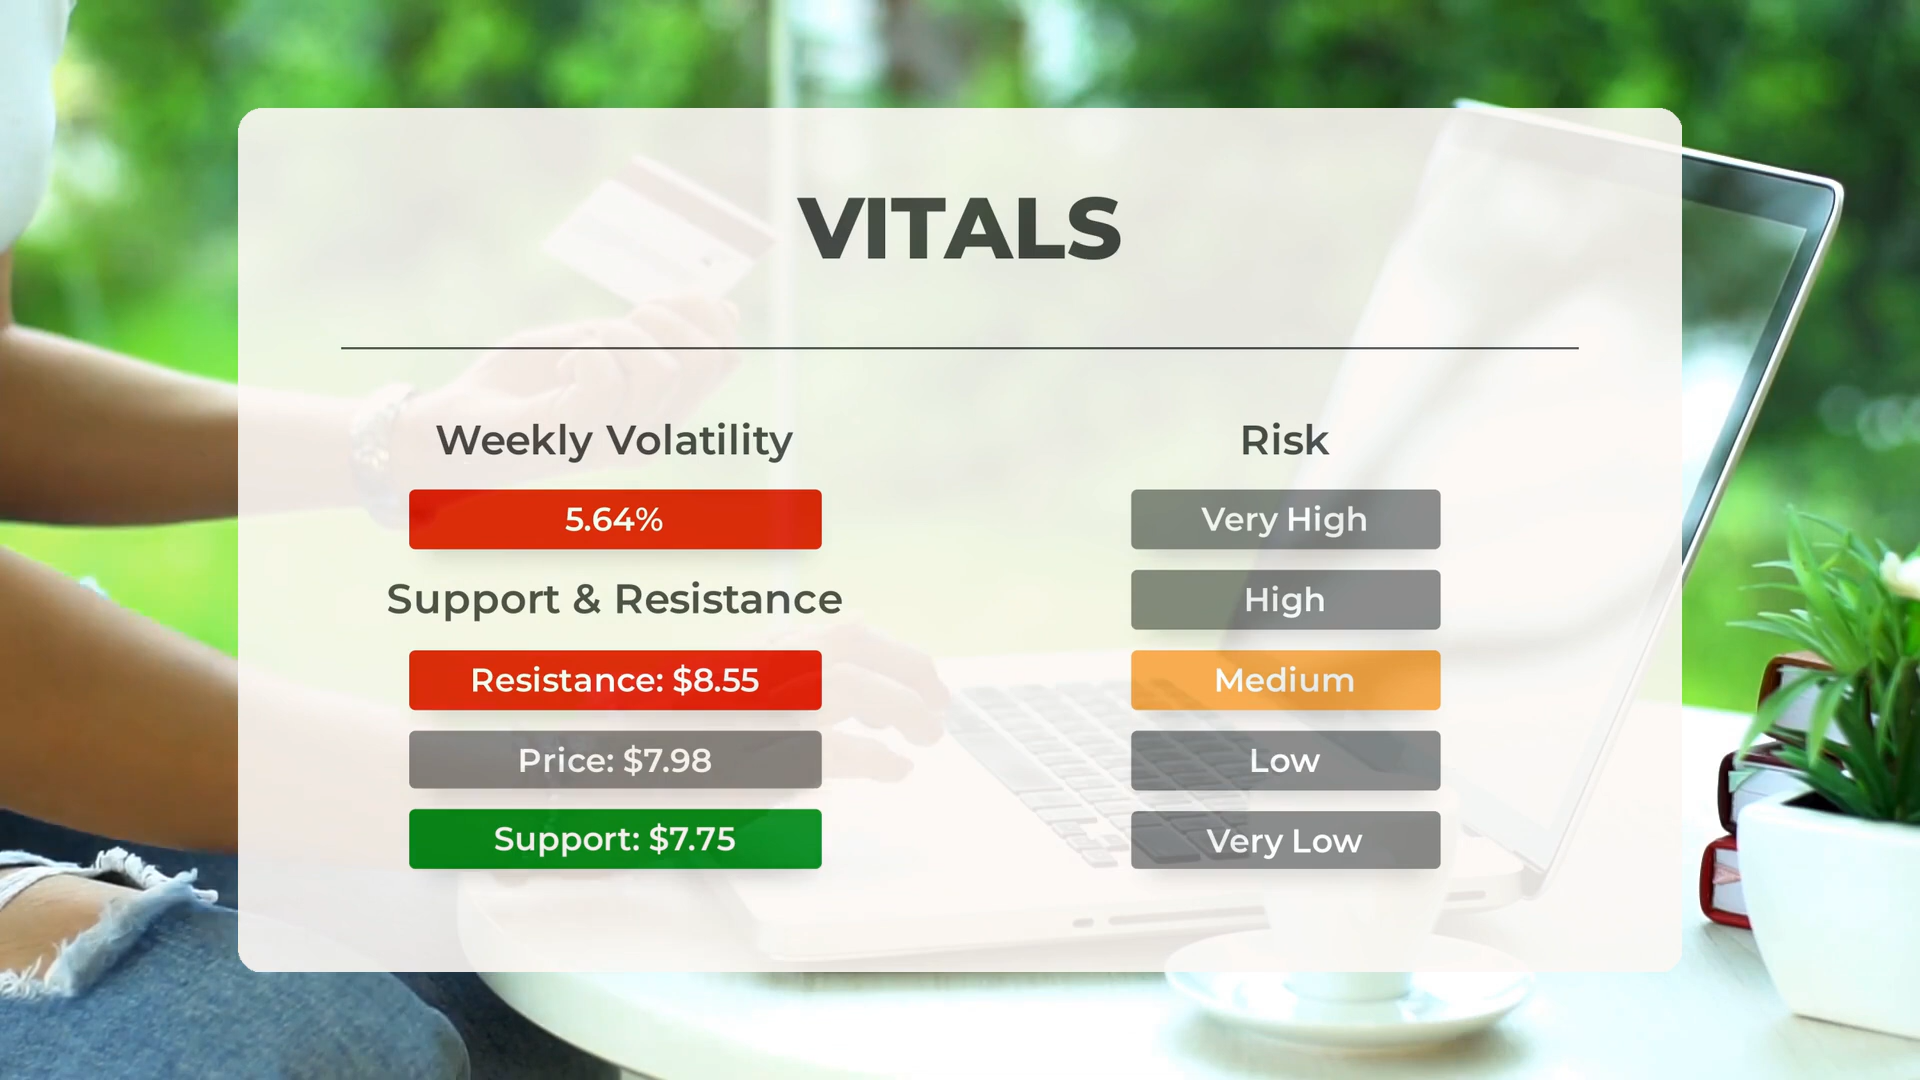 VITALS
Weekly Volatility
5.64%
Support & Resistance
Resistance: $8.55
Price: $7.98
Support: $7.75
Risk
Very High
High
Medium
Low
Very Low